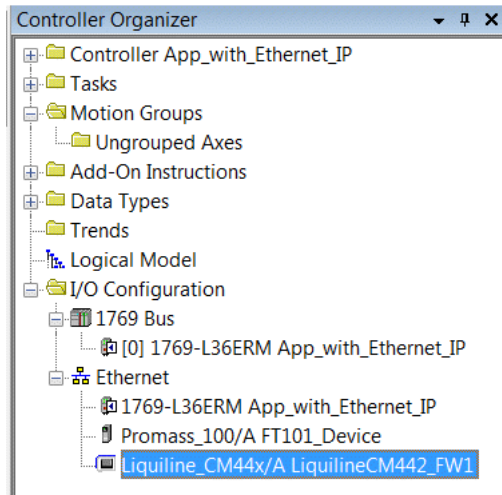 Controller Organizer
Controller App_with_Ethernet_IP
Tasks
Motion Groups
Ungrouped Axes
Add-On Instructions
Data Types
Trends
Logical Model
I/O Configuration
1769 Bus
[0] 1769-L36ERM App_with_Ethernet_IP
Ethernet
1769-L36ERM App_with_Ethernet_IP
Promass_100/A FT101_Device
Liquiline_CM44x/A LiquilineCM442_FW1